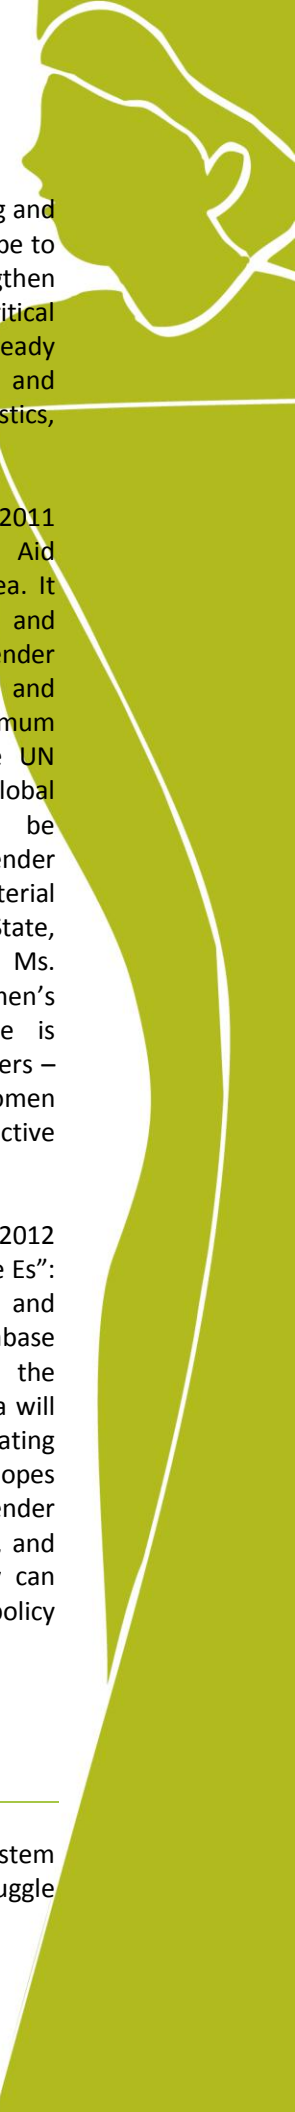 g and
pe to
gthen
itical
eady
and
stics,
2011
Aid
ea. It
and
ender
and
mum
e UN
lobal
be
ender
terial
State,
Ms.
men's
e is
ers –
omen
ctive
2012
e Es":
and
abase
the
a will
ating
opes
ender
, and
y can
policy
stem
uggle